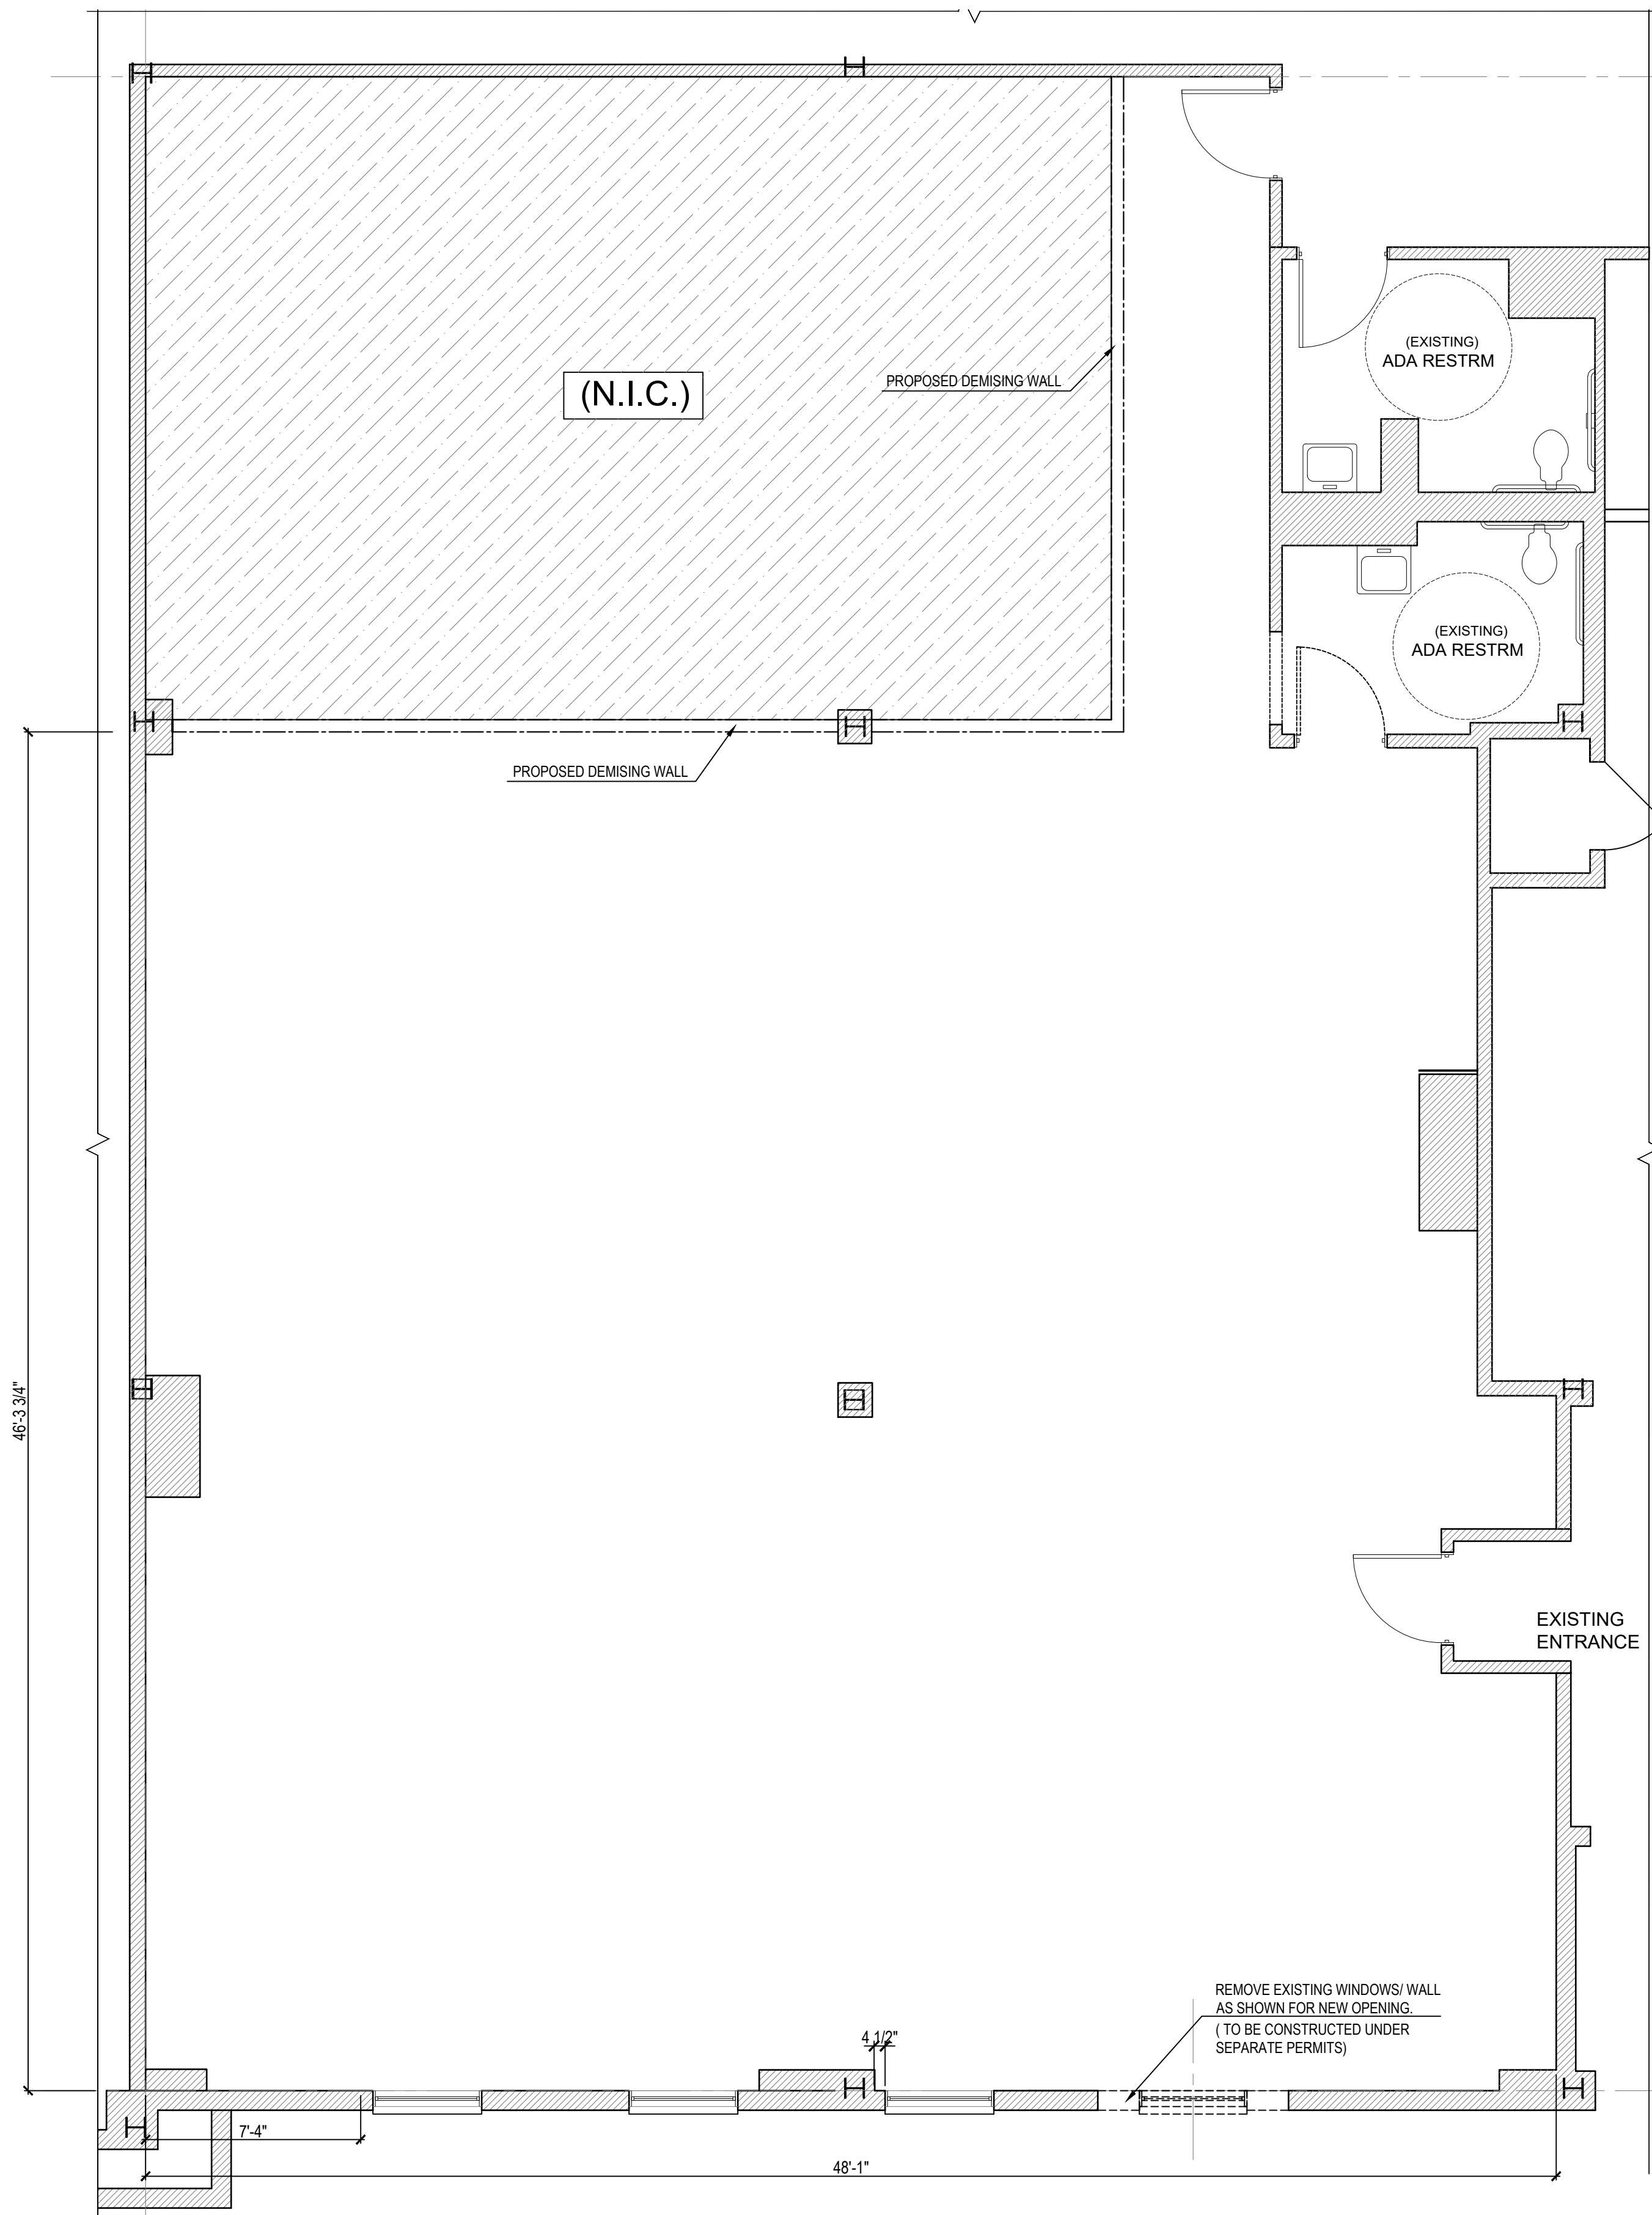 (EXISTING)
ADA RESTRM
PROPOSED DEMISING WALL
(N.I.C.)
(EXISTING)
ADA RESTRM
PROPOSED DEMISING WALL
46'-3 3/4"
EXISTING
ENTRANCE
REMOVE EXISTING WINDOWS/ WALL
AS SHOWN FOR NEW OPENING.
( TO BE CONSTRUCTED UNDER
SEPARATE PERMITS)
4 1/2"
7'-4"
48'-1"